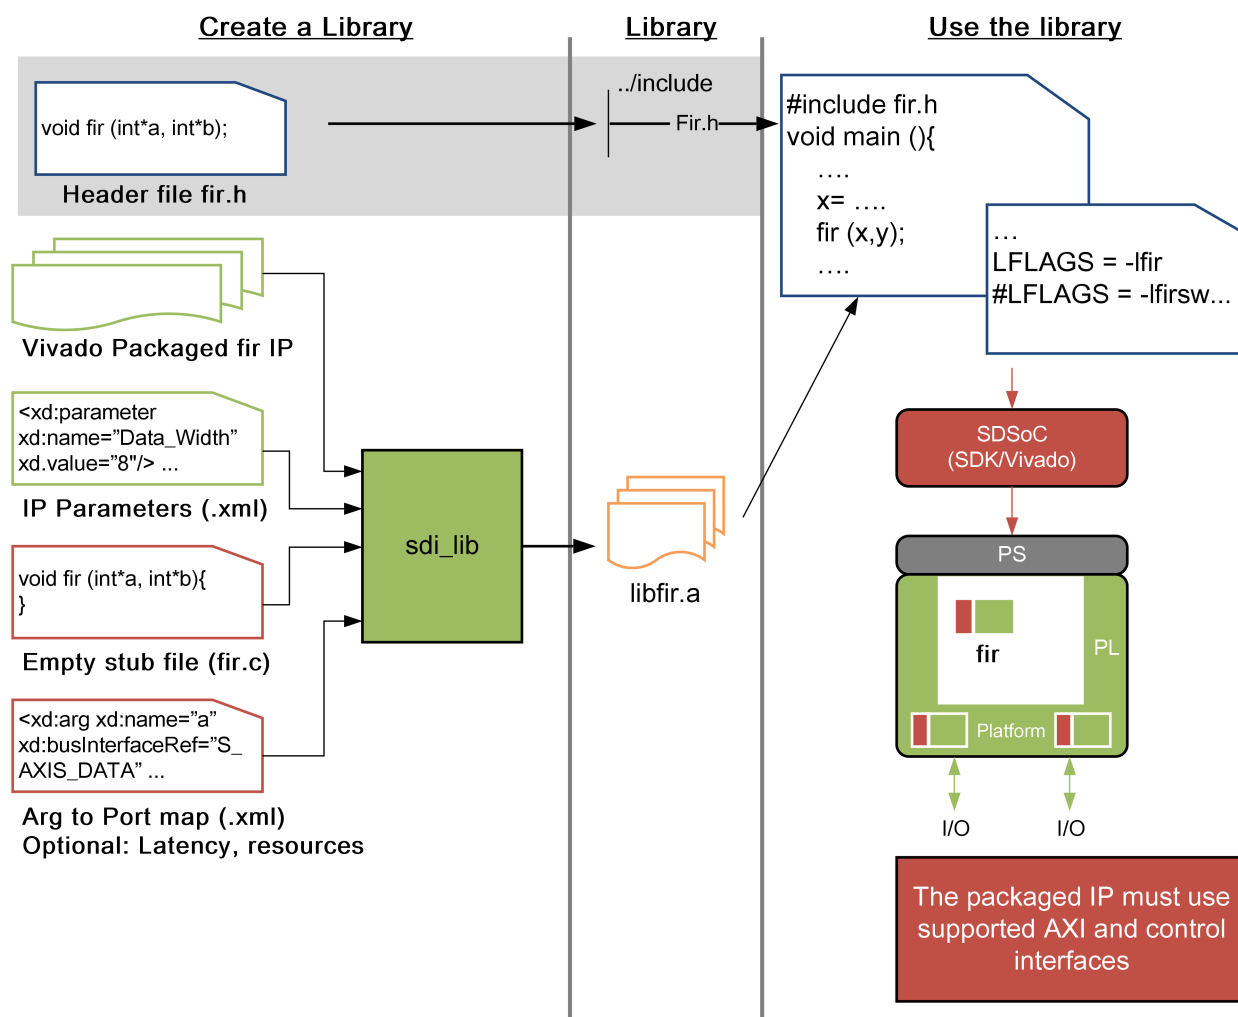 Create a Library
Library
Use the library
void fir (int*a, int*b);
Header file fir.h
../include
Fir.h
#include fir.h
void main (){
....
x= ....
fir (x,y);
....
...
LFLAGS = -lfir
#LFLAGS = -lfirsw...
Vivado Packaged fir IP
<xd:parameter
xd:name=”Data_Width”
xd.value=”8"/> ...
IP Parameters (.xml)
void fir (int*a, int*b){
}
Empty stub file (fir.c)
<xd:arg xd:name=”a”
xd:busInterfaceRef=”S_
AXIS_DATA” ...
Arg to Port map (.xml)
Optional: Latency, resources
sdi_lib
libfir.a
SDSoC
(SDK/Vivado)
PS
PL
fir
Platform
I/O
I/O
The packaged IP must use
supported AXI and control
interfaces